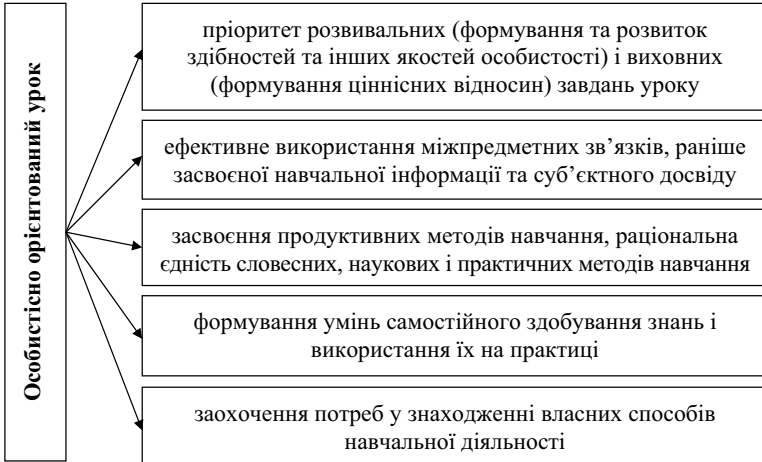 Особистісно орієнтований урок
пріоритет розвивальних (формування та розвиток
здібностей та інших якостей особистості) і виховних
(формування ціннісних відносин) завдань уроку
ефективне використання міжпредметних зв’язків, раніше
засвоєної навчальної інформації та суб’єктного досвіду
засвоєння продуктивних методів навчання, раціональна
єдність словесних, наукових і практичних методів навчання
формування умінь самостійного здобування знань і
використання їх на практиці
заохочення потреб у знаходженні власних способів
навчальної діяльності